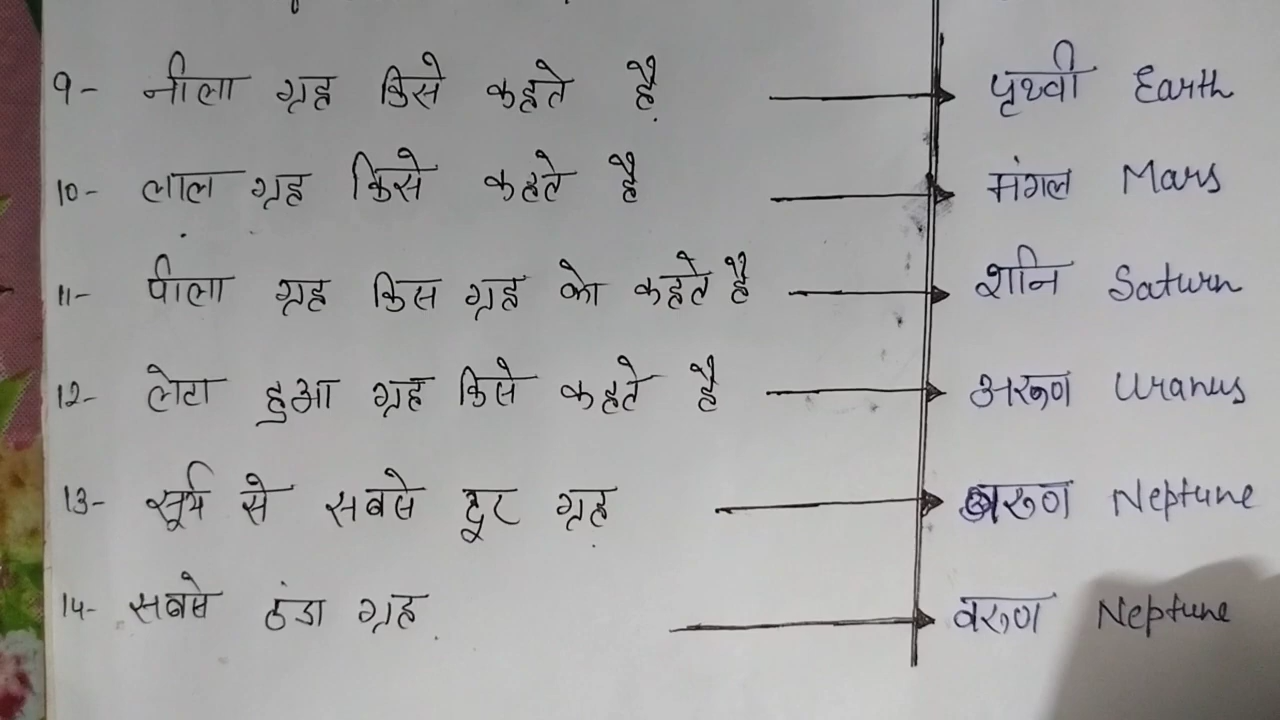 9- नीला ग्रह किसे कहते है. पृथ्वी Earth
10- लाल ग्रह किसे कहते है मंगल Mars
11- पीला ग्रह किस ग्रह को कहते है शनि Saturn
12- लेटा हुआ ग्रह किसे कहते है अरूण Uranus
13- सूर्य से सबसे दूर ग्रह. वरूण Neptune
14- सबसे ठंडा ग्रह. वरूण Neptune